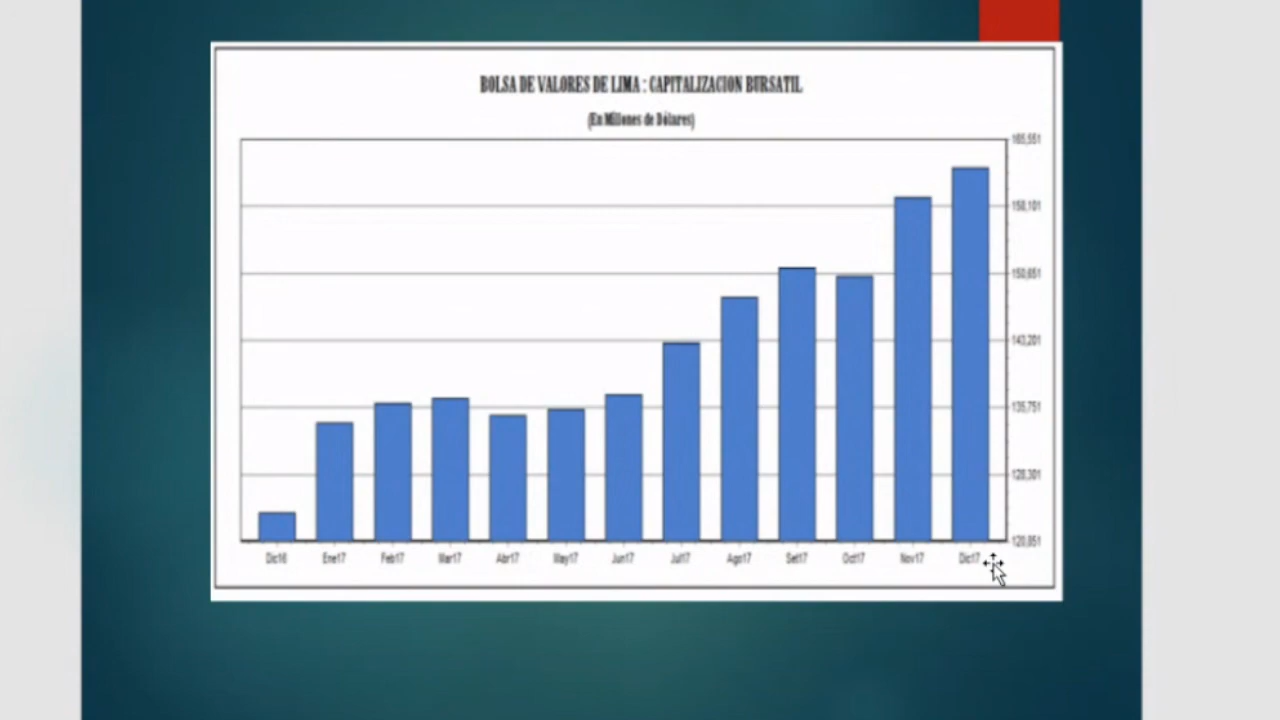 BOLSA DE VALORES DE LIMA : CAPITALIZACION BURSATIL
(En Millones de Dólares)
165,551
158,101
150,651
143,201
135,751
128,301
120,851
Dic16 Ene17 Feb17 Mar17 Abr17 May17 Jun17 Jul17 Ago17 Set17 Oct17 Nov17 Dic17